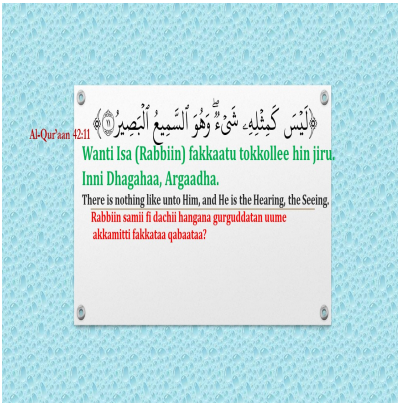 ﴿لَيْسَ كَمِثْلِهِۦ شَىْءٌۖ وَهُوَ ٱلسَّمِيعُ ٱلْبَصِيرُ ۝١١﴾
Al-Qur'aan 42:11
Wanti Isa (Rabbiin) fakkaatu tokkollee hin jiru.
Inni Dhagahaa, Argaadha.
There is nothing like unto Him, and He is the Hearing, the Seeing.
Rabbiin samii fi dachii hangana gurguddatan uume
akkamitti fakkataa qabaataa?